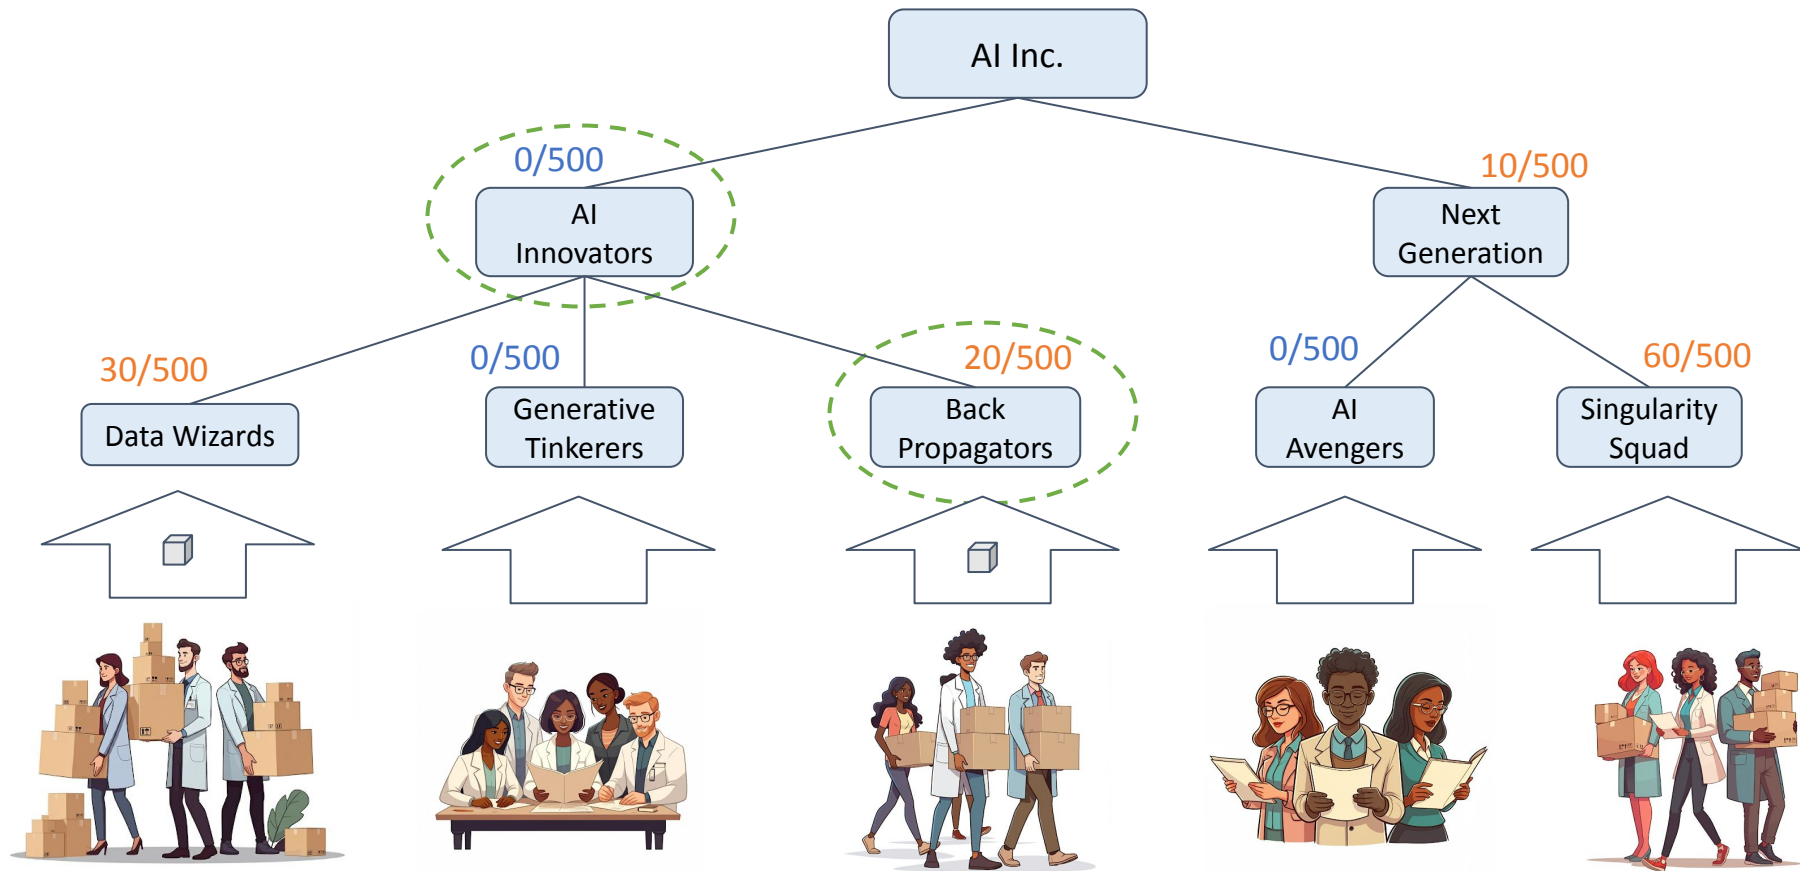 AI Inc.
0/500
10/500
AI
Innovators
Next
Generation
30/500
0/500
20/500
0/500
60/500
Data Wizards
Generative
Tinkerers
Back
Propagators
AI
Avengers
Singularity
Squad